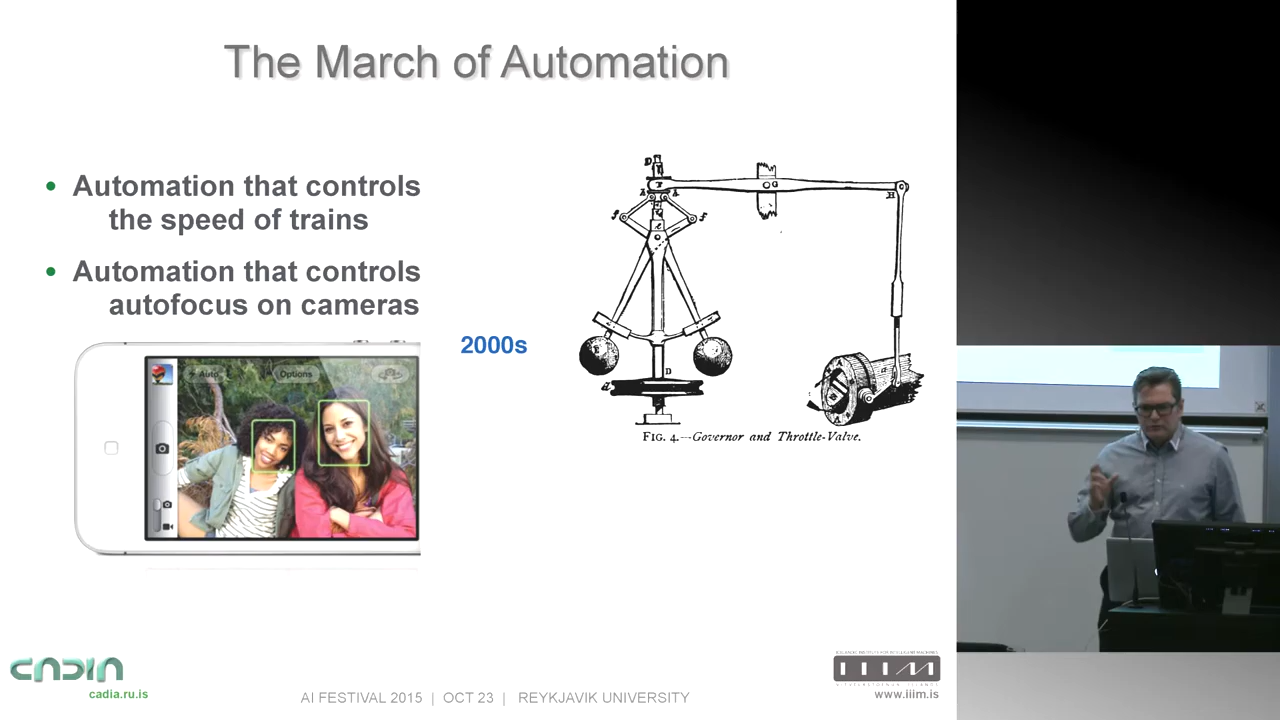 The March of Automation
• Automation that controls
the speed of trains
• Automation that controls
autofocus on cameras
2000s
Auto
Options
D
T
G
H
g
f
D
d
FIG. 4.—Governor and Throttle-Valve.
CADIA
cadia.ru.is
AI FESTIVAL 2015 | OCT 23 | REYKJAVIK UNIVERSITY
IIIM
www.iiim.is